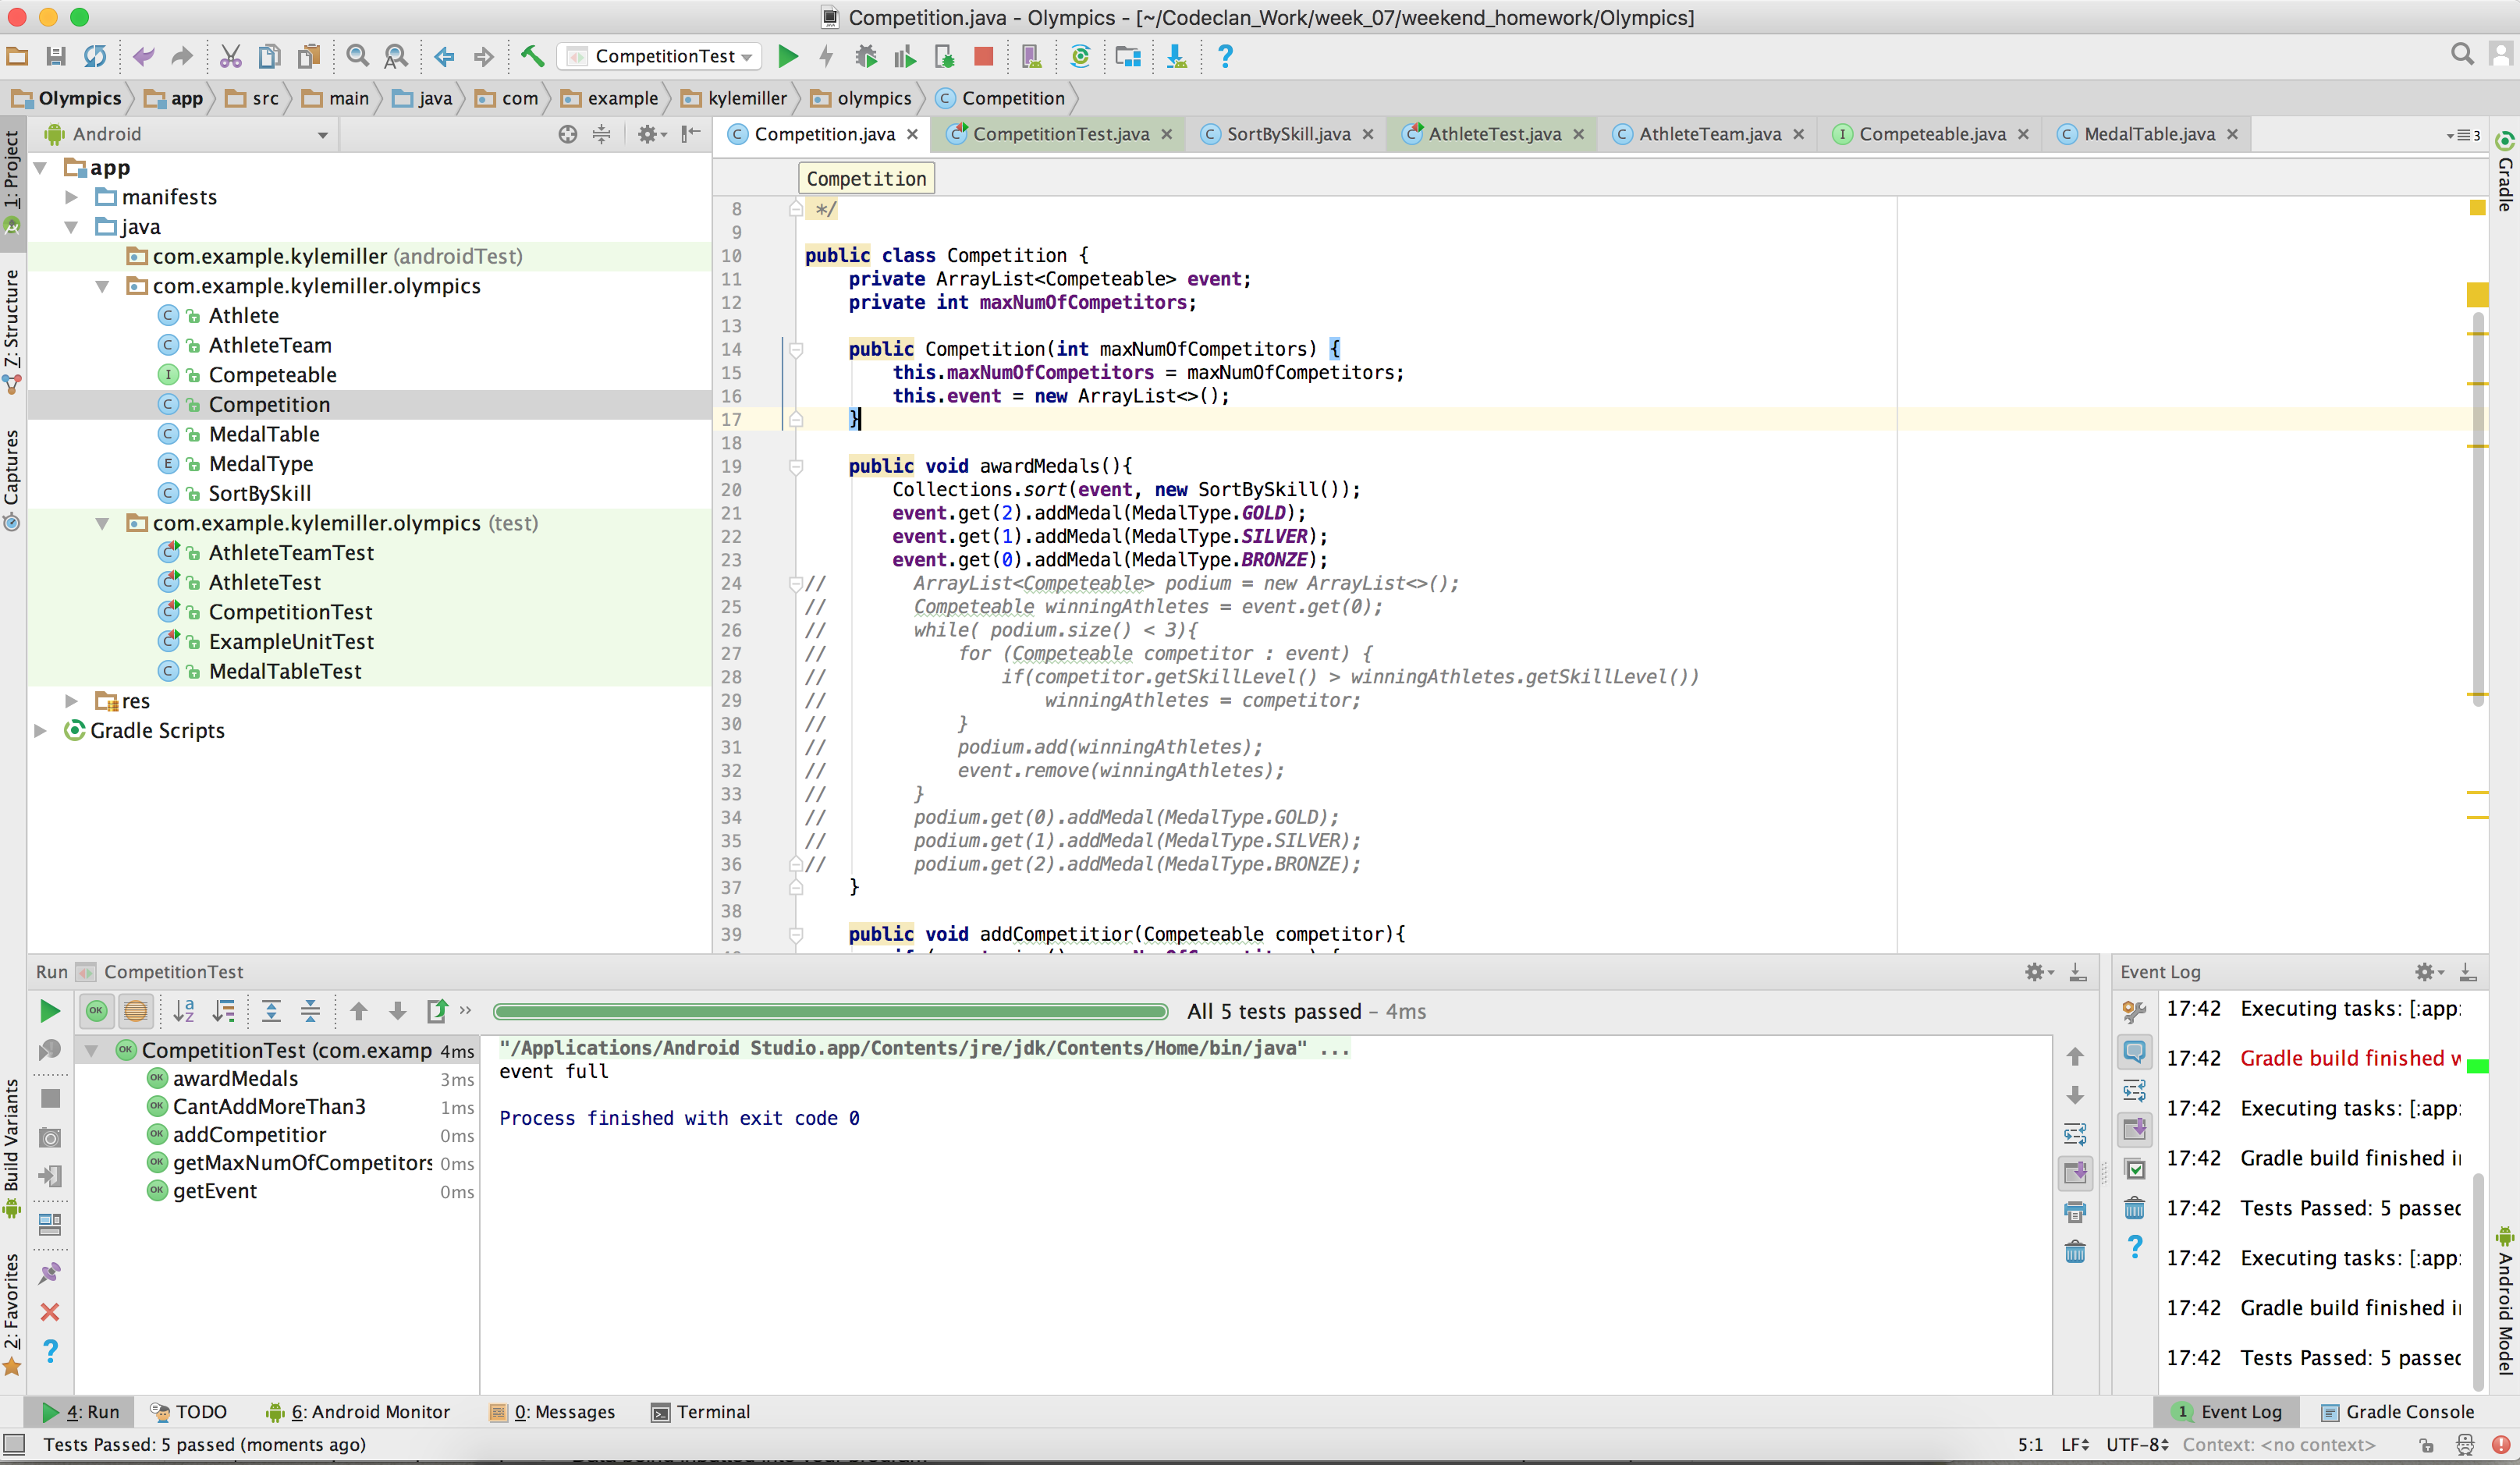 Competition.java - Olympics - [~/Codeclan_Work/week_07/weekend_homework/Olympics]
CompetitionTest
Olympics app src main java com example kylemiller olympics Competition
Android
Competition.java CompetitionTest.java SortBySkill.java AthleteTest.java AthleteTeam.java Competeable.java MedalTable.java 3
1: Project
Z: Structure
Captures
Build Variants
2: Favorites
app
manifests
java
com.example.kylemiller (androidTest)
com.example.kylemiller.olympics
Athlete
AthleteTeam
Competeable
Competition
MedalTable
MedalType
SortBySkill
com.example.kylemiller.olympics (test)
AthleteTeamTest
AthleteTest
CompetitionTest
ExampleUnitTest
MedalTableTest
res
Gradle Scripts
Competition
8 */
9
10 public class Competition {
11 private ArrayList<Competeable> event;
12 private int maxNumOfCompetitors;
13
14 public Competition(int maxNumOfCompetitors) {
15 this.maxNumOfCompetitors = maxNumOfCompetitors;
16 this.event = new ArrayList<>();
17 }
18
19 public void awardMedals(){
20 Collections.sort(event, new SortBySkill());
21 event.get(2).addMedal(MedalType.GOLD);
22 event.get(1).addMedal(MedalType.SILVER);
23 event.get(0).addMedal(MedalType.BRONZE);
24 // ArrayList<Competeable> podium = new ArrayList<>();
25 // Competeable winningAthletes = event.get(0);
26 // while( podium.size() < 3){
27 // for (Competeable competitor : event) {
28 // if(competitor.getSkillLevel() > winningAthletes.getSkillLevel())
29 // winningAthletes = competitor;
30 // }
31 // podium.add(winningAthletes);
32 // event.remove(winningAthletes);
33 // }
34 // podium.get(0).addMedal(MedalType.GOLD);
35 // podium.get(1).addMedal(MedalType.SILVER);
36 // podium.get(2).addMedal(MedalType.BRONZE);
37 }
38
39 public void addCompetitior(Competeable competitor){
Gradle
Android Model
Run CompetitionTest
All 5 tests passed – 4ms
CompetitionTest (com.examp 4ms
OK awardMedals 3ms
OK CantAddMoreThan3 1ms
OK addCompetitior 0ms
OK getMaxNumOfCompetitors 0ms
OK getEvent 0ms
"/Applications/Android Studio.app/Contents/jre/jdk/Contents/Home/bin/java" ...
event full
Process finished with exit code 0
Event Log
17:42 Executing tasks: [:app:
17:42 Gradle build finished
17:42 Executing tasks: [:app:
17:42 Gradle build finished
17:42 Tests Passed: 5 passed
17:42 Executing tasks: [:app:
17:42 Gradle build finished
17:42 Tests Passed: 5 passed
4: Run TODO 6: Android Monitor 0: Messages Terminal 1 Event Log Gradle Console
Tests Passed: 5 passed (moments ago) 5:1 LF UTF-8 Context: <no context>